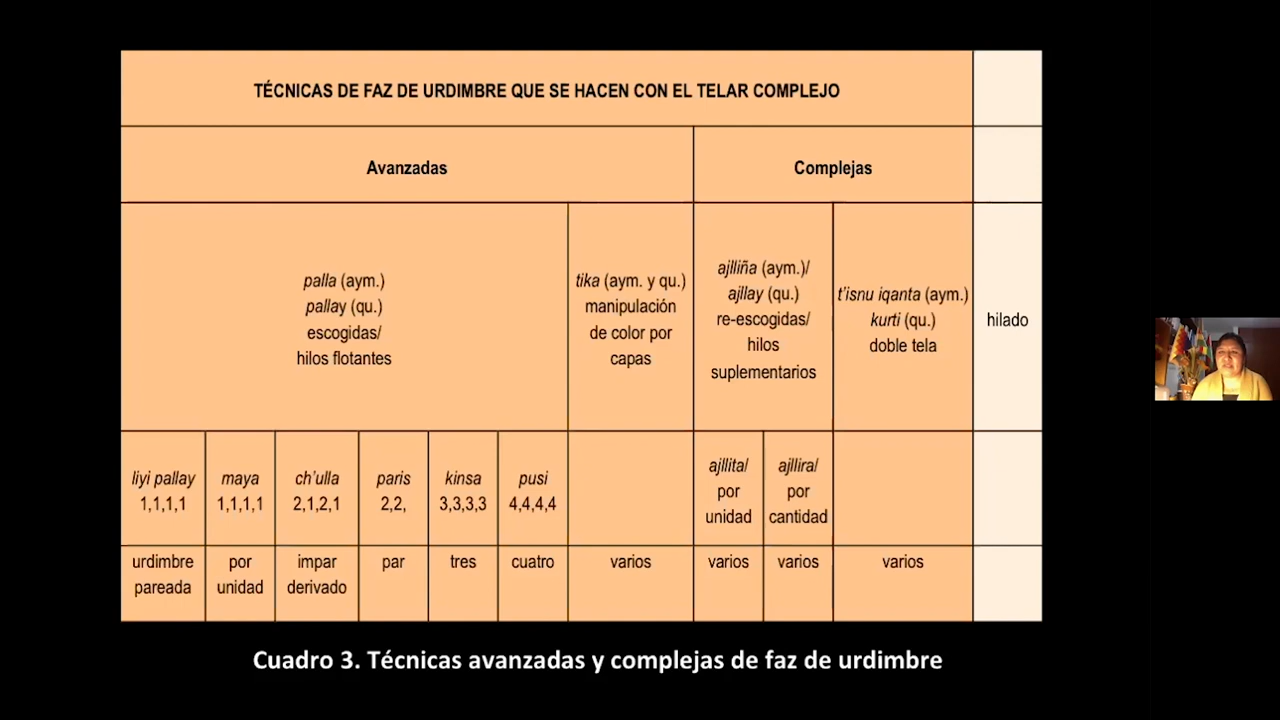 TÉCNICAS DE FAZ DE URDIMBRE QUE SE HACEN CON EL TELAR COMPLEJO
Avanzadas
Complejas
palla (aym.)
pallay (qu.)
escogidas/
hilos flotantes
tika (aym. y qu.)
manipulación
de color por
capas
ajlliña (aym.)/
ajllay (qu.)
re-escogidas/
hilos
suplementarios
t'isnu iqanta (aym.)
kurti (qu.)
doble tela
hilado
liyi pallay
1,1,1,1
maya
1,1,1,1
ch'ulla
2,1,2,1
paris
2,2,
kinsa
3,3,3,3
pusi
4,4,4,4
ajllita/
por
unidad
ajllira/
por
cantidad
urdimbre
pareada
por
unidad
impar
derivado
par
tres
cuatro
varios
varios
varios
varios
Cuadro 3. Técnicas avanzadas y complejas de faz de urdimbre